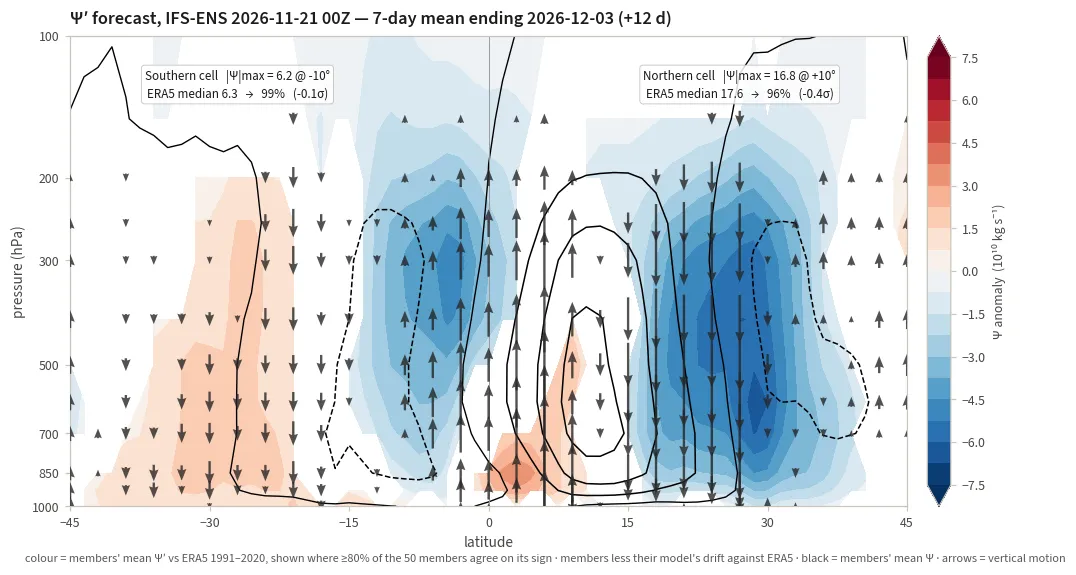 Ψ′ forecast, IFS-ENS 2026-11-21 00Z — 7-day mean ending 2026-12-03 (+12 d)
Southern cell |Ψ|max = 6.2 @ -10°
ERA5 median 6.3 → 99% (-0.1σ)
Northern cell |Ψ|max = 16.8 @ +10°
ERA5 median 17.6 → 96% (-0.4σ)
pressure (hPa)
100
200
300
400
500
700
850
1000
−45
−30
−15
0
15
30
45
latitude
7.5
6.0
4.5
3.0
1.5
0.0
−1.5
−3.0
−4.5
−6.0
−7.5
Ψ anomaly (10¹⁰ kg s⁻¹)
colour = members' mean Ψ′ vs ERA5 1991–2020, shown where ≥80% of the 50 members agree on its sign · members less their model's drift against ERA5 · black = members' mean Ψ · arrows = vertical motion